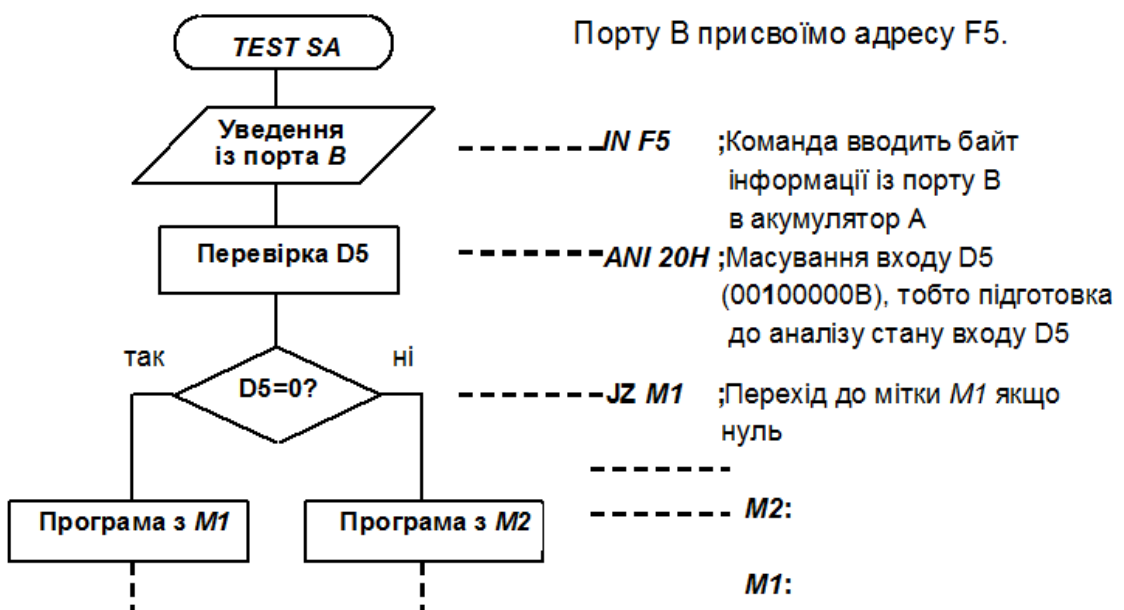 TEST SA
Порту В присвоїмо адресу F5.
Уведення
із порта В
IN F5 ;Команда вводить байт
інформації із порту В
в акумулятор А
Перевірка D5
ANI 20H ;Масування входу D5
(00100000В), тобто підготовка
до аналізу стану входу D5
так
ні
D5=0?
JZ M1 ;Перехід до мітки M1 якщо
нуль
Програма з M1
Програма з M2
M2:
M1: